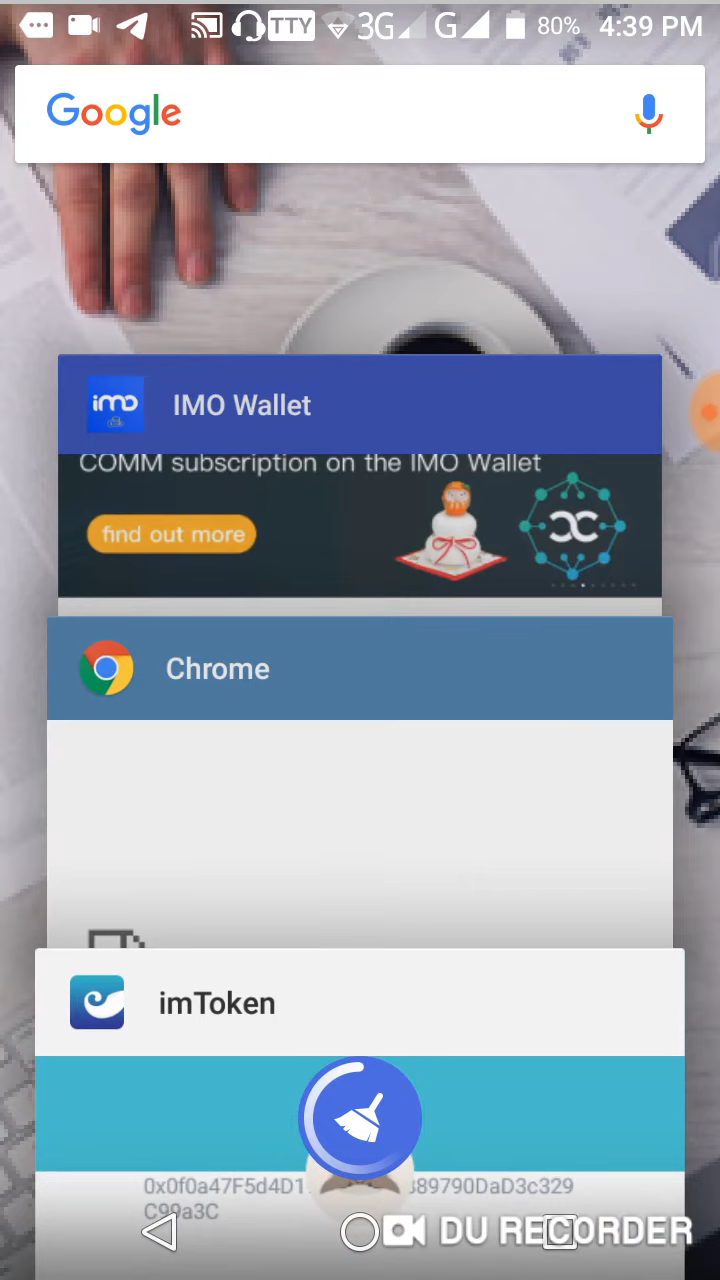 TTY 3G G 80% 4:39 PM
Google
imo IMO Wallet
COMM subscription on the IMO Wallet
find out more
Chrome
imToken
0x0f0a47F5d4D1 89790DaD3c329
C99a3C
DU RECORDER